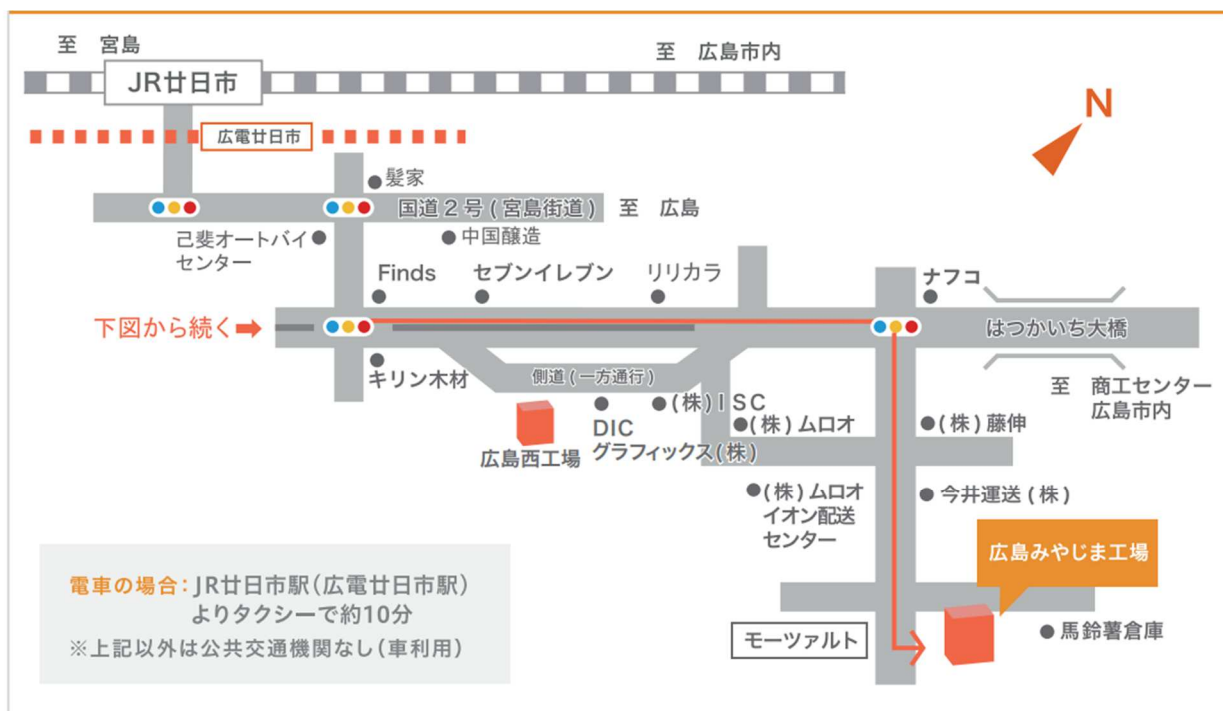 至 宮島
至 広島市内
JR廿日市
N
広電廿日市
髪家
国道2号(宮島街道) 至 広島
己斐オートバイ
センター
中国醸造
Finds
セブンイレブン
リリカラ
ナフコ
下図から続く
はつかいち大橋
キリン木材
側道(一方通行)
至 商工センター
広島市内
(株)ISC
DIC
グラフィックス(株)
(株)ムロオ
(株)藤伸
広島西工場
(株)ムロオ
イオン配送
センター
今井運送(株)
広島みやじま工場
モーツァルト
馬鈴薯倉庫
電車の場合:JR廿日市駅(広電廿日市駅)
よりタクシーで約10分
※上記以外は公共交通機関なし(車利用)